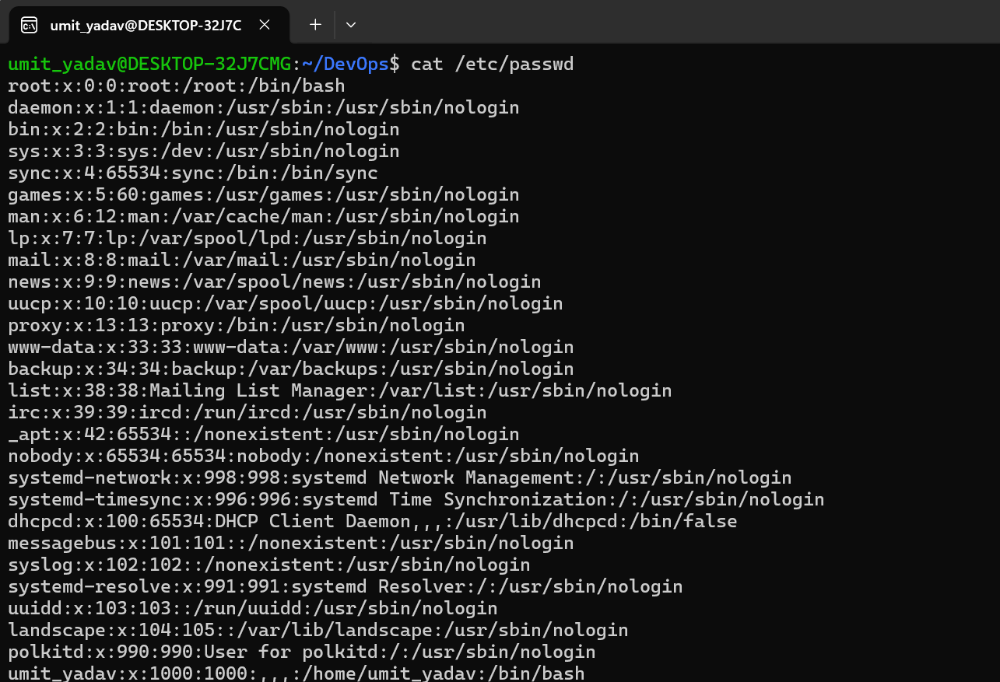 umit_yadav@DESKTOP-32J7C
umit_yadav@DESKTOP-32J7CMG:~/DevOps$ cat /etc/passwd
root:x:0:0:root:/root:/bin/bash
daemon:x:1:1:daemon:/usr/sbin:/usr/sbin/nologin
bin:x:2:2:bin:/bin:/usr/sbin/nologin
sys:x:3:3:sys:/dev:/usr/sbin/nologin
sync:x:4:65534:sync:/bin:/bin/sync
games:x:5:60:games:/usr/games:/usr/sbin/nologin
man:x:6:12:man:/var/cache/man:/usr/sbin/nologin
lp:x:7:7:lp:/var/spool/lpd:/usr/sbin/nologin
mail:x:8:8:mail:/var/mail:/usr/sbin/nologin
news:x:9:9:news:/var/spool/news:/usr/sbin/nologin
uucp:x:10:10:uucp:/var/spool/uucp:/usr/sbin/nologin
proxy:x:13:13:proxy:/bin:/usr/sbin/nologin
www-data:x:33:33:www-data:/var/www:/usr/sbin/nologin
backup:x:34:34:backup:/var/backups:/usr/sbin/nologin
list:x:38:38:Mailing List Manager:/var/list:/usr/sbin/nologin
irc:x:39:39:ircd:/run/ircd:/usr/sbin/nologin
_apt:x:42:65534::/nonexistent:/usr/sbin/nologin
nobody:x:65534:65534:nobody:/nonexistent:/usr/sbin/nologin
systemd-network:x:998:998:systemd Network Management:/:/usr/sbin/nologin
systemd-timesync:x:996:996:systemd Time Synchronization:/:/usr/sbin/nologin
dhcpcd:x:100:65534:DHCP Client Daemon,,,:/usr/lib/dhcpcd:/bin/false
messagebus:x:101:101::/nonexistent:/usr/sbin/nologin
syslog:x:102:102::/nonexistent:/usr/sbin/nologin
systemd-resolve:x:991:991:systemd Resolver:/:/usr/sbin/nologin
uuidd:x:103:103::/run/uuidd:/usr/sbin/nologin
landscape:x:104:105::/var/lib/landscape:/usr/sbin/nologin
polkitd:x:990:990:User for polkitd:/:/usr/sbin/nologin
umit_yadav:x:1000:1000:,,,:/home/umit_yadav:/bin/bash